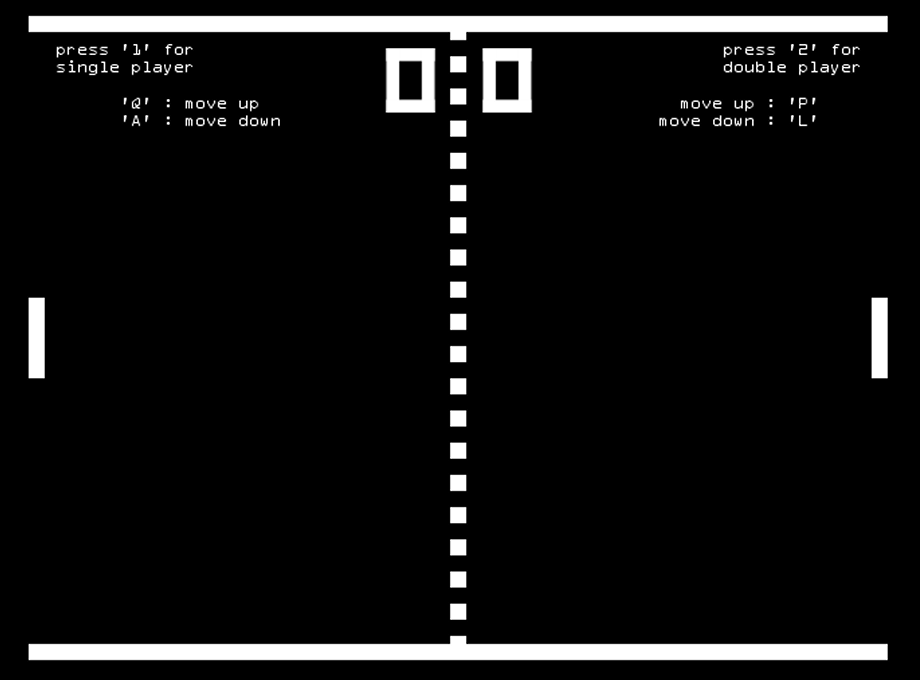 press '1' for
single player
'Q' : move up
'A' : move down
0 0
press '2' for
double player
move up : 'P'
move down : 'L'